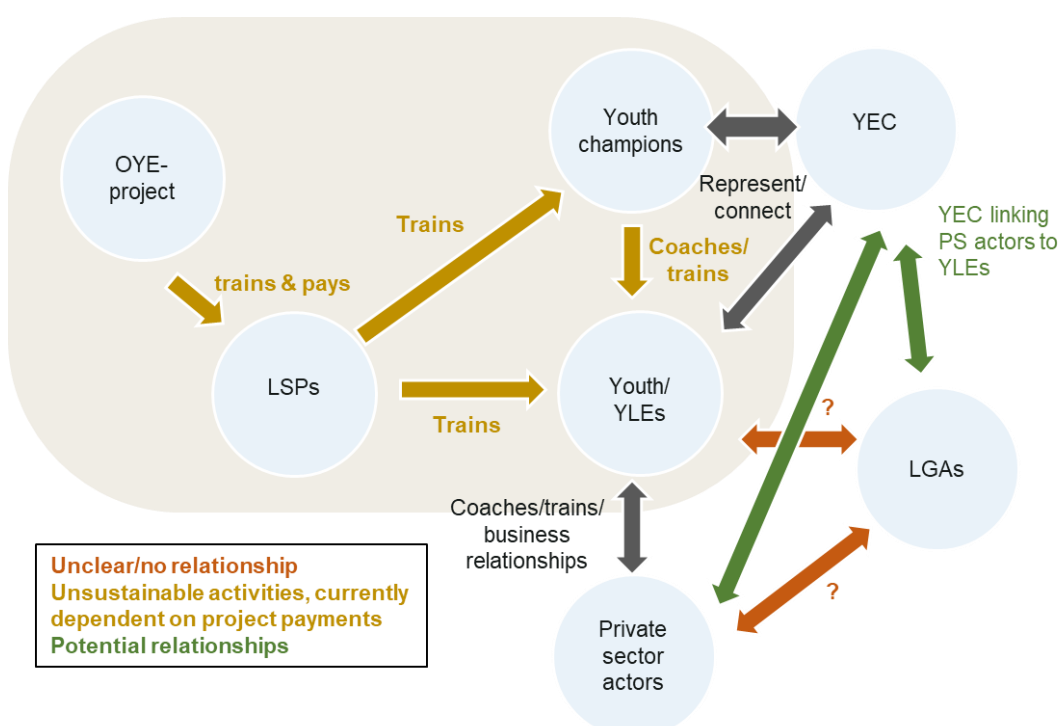 OYE-
project
Youth
champions
YEC
Represent/
connect
YEC linking
PS actors to
YLEs
Trains
Coaches/
trains
trains & pays
LSPs
Trains
Youth/
YLEs
?
LGAs
Coaches/trains/
business
relationships
?
Private
sector
actors
Unclear/no relationship
Unsustainable activities, currently
dependent on project payments
Potential relationships